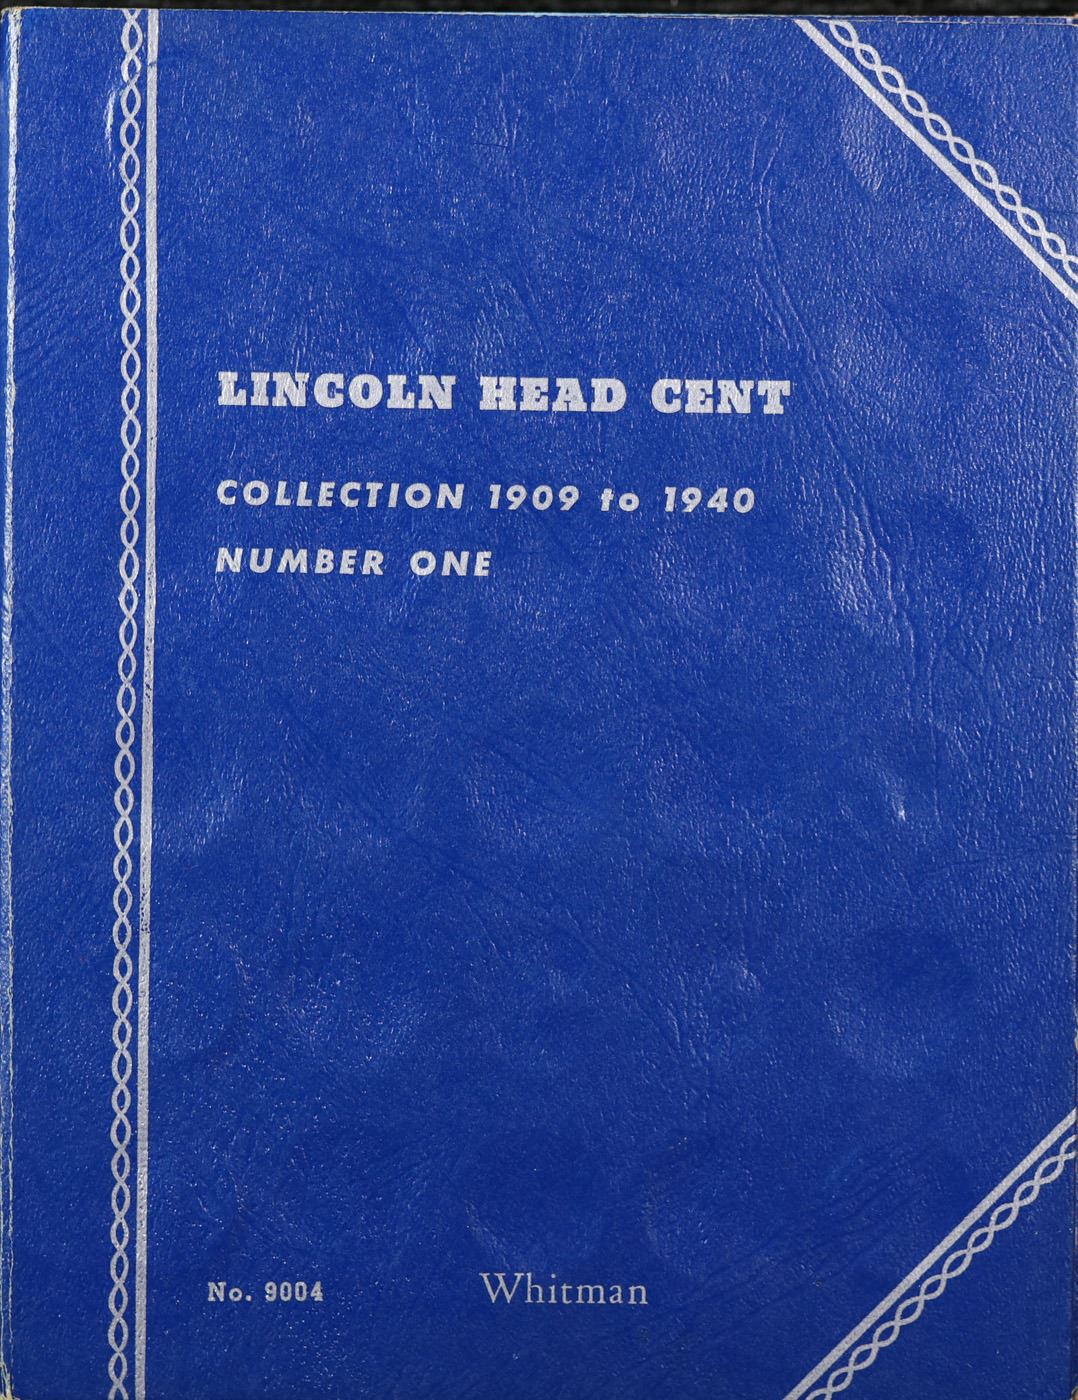 LINCOLN HEAD CENT
COLLECTION 1909 to 1940
NUMBER ONE
No. 9004 Whitman